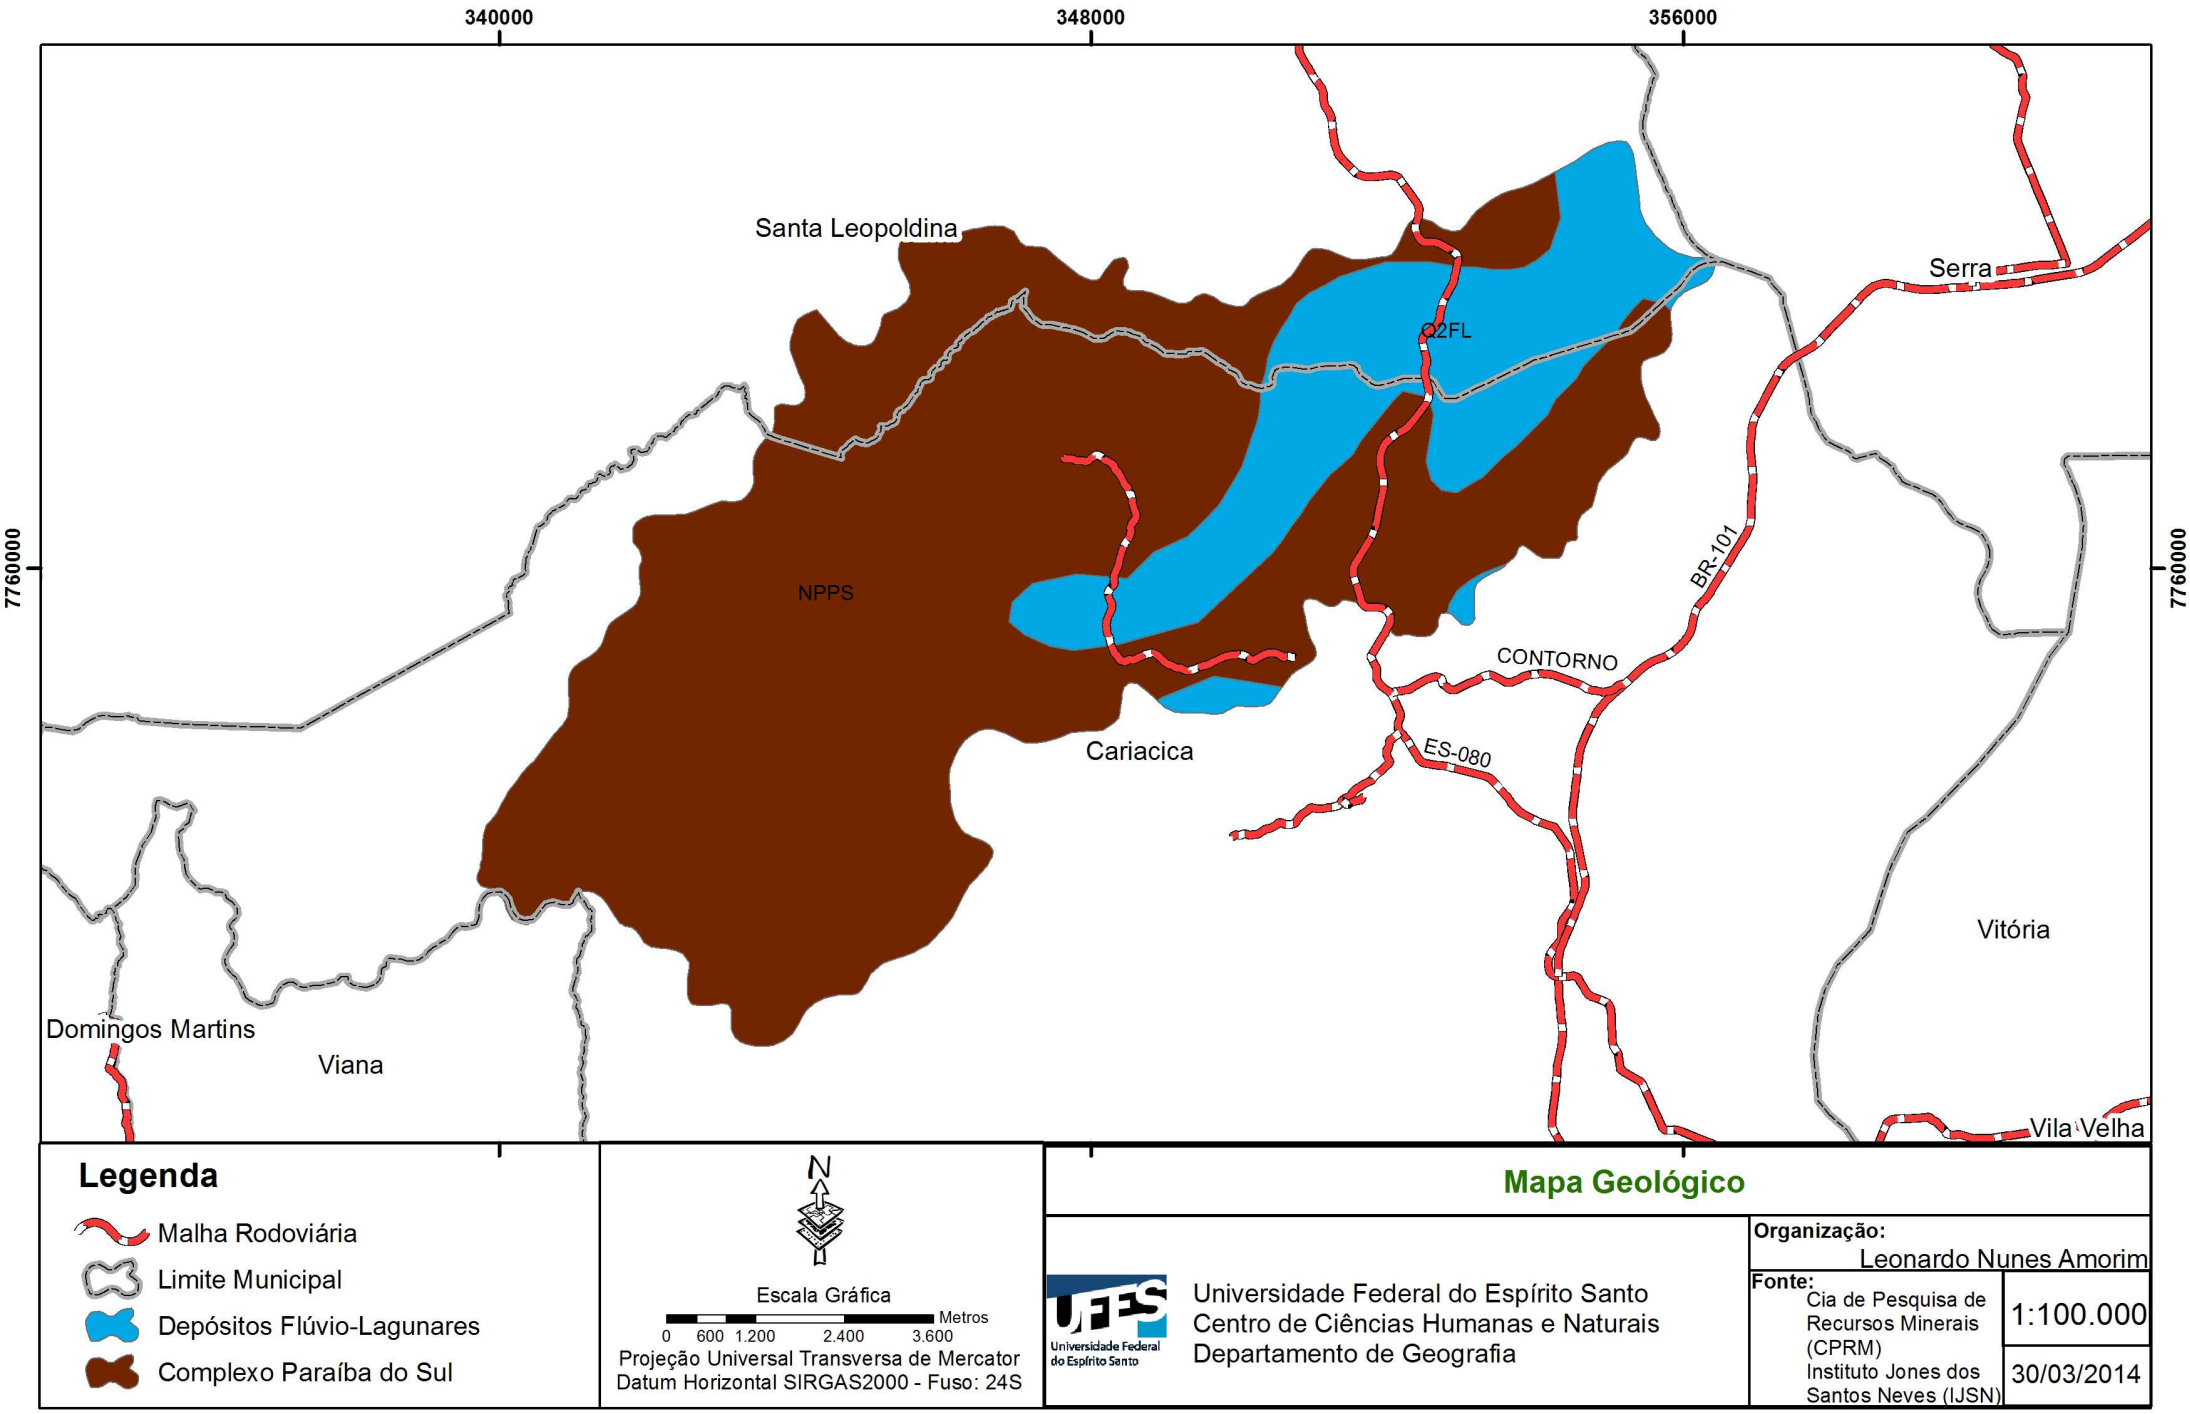 340000
348000
356000
Santa Leopoldina
Serra
Q2FL
7760000
7760000
BR-101
NPPS
CONTORNO
Cariacica
ES-080
Vitória
Domingos Martins
Viana
Vila Velha
Legenda
Malha Rodoviária
Limite Municipal
Depósitos Flúvio-Lagunares
Complexo Paraíba do Sul
N
Escala Gráfica
Metros
0 600 1.200 2.400 3.600
Projeção Universal Transversa de Mercator
Datum Horizontal SIRGAS2000 - Fuso: 24S
Mapa Geológico
UFES
Universidade Federal
do Espírito Santo
Universidade Federal do Espírito Santo
Centro de Ciências Humanas e Naturais
Departamento de Geografia
Organização:
Leonardo Nunes Amorim
Fonte:
Cia de Pesquisa de
Recursos Minerais
(CPRM)
Instituto Jones dos
Santos Neves (IJSN)
1:100.000
30/03/2014